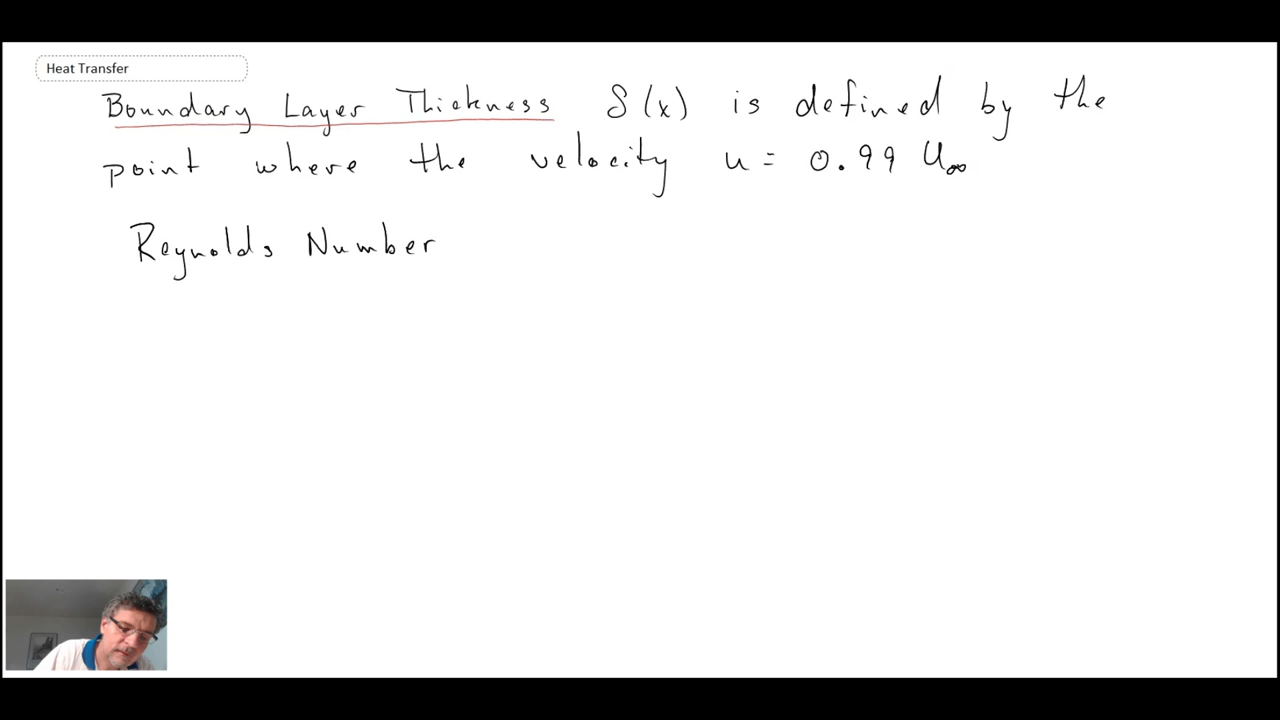 Heat Transfer
Boundary Layer Thickness δ(x) is defined by the
point where the velocity u = 0.99 U∞
Reynolds Number